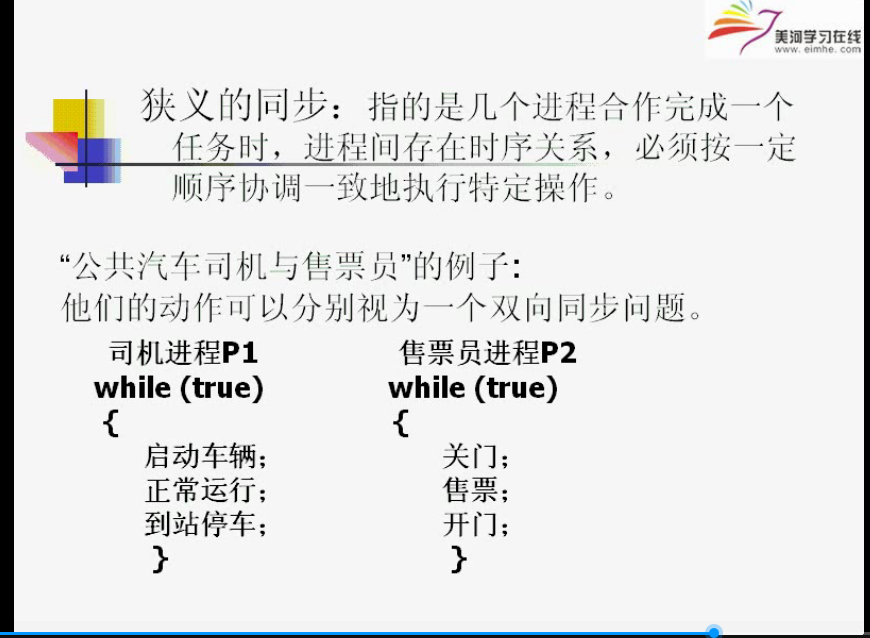 美河学习在线
www.eimhe.com
狭义的同步：指的是几个进程合作完成一个
任务时，进程间存在时序关系，必须按一定
顺序协调一致地执行特定操作。
“公共汽车司机与售票员”的例子:
他们的动作可以分别视为一个双向同步问题。
司机进程P1 售票员进程P2
while (true) while (true)
{ {
启动车辆; 关门;
正常运行; 售票;
到站停车; 开门;
} }